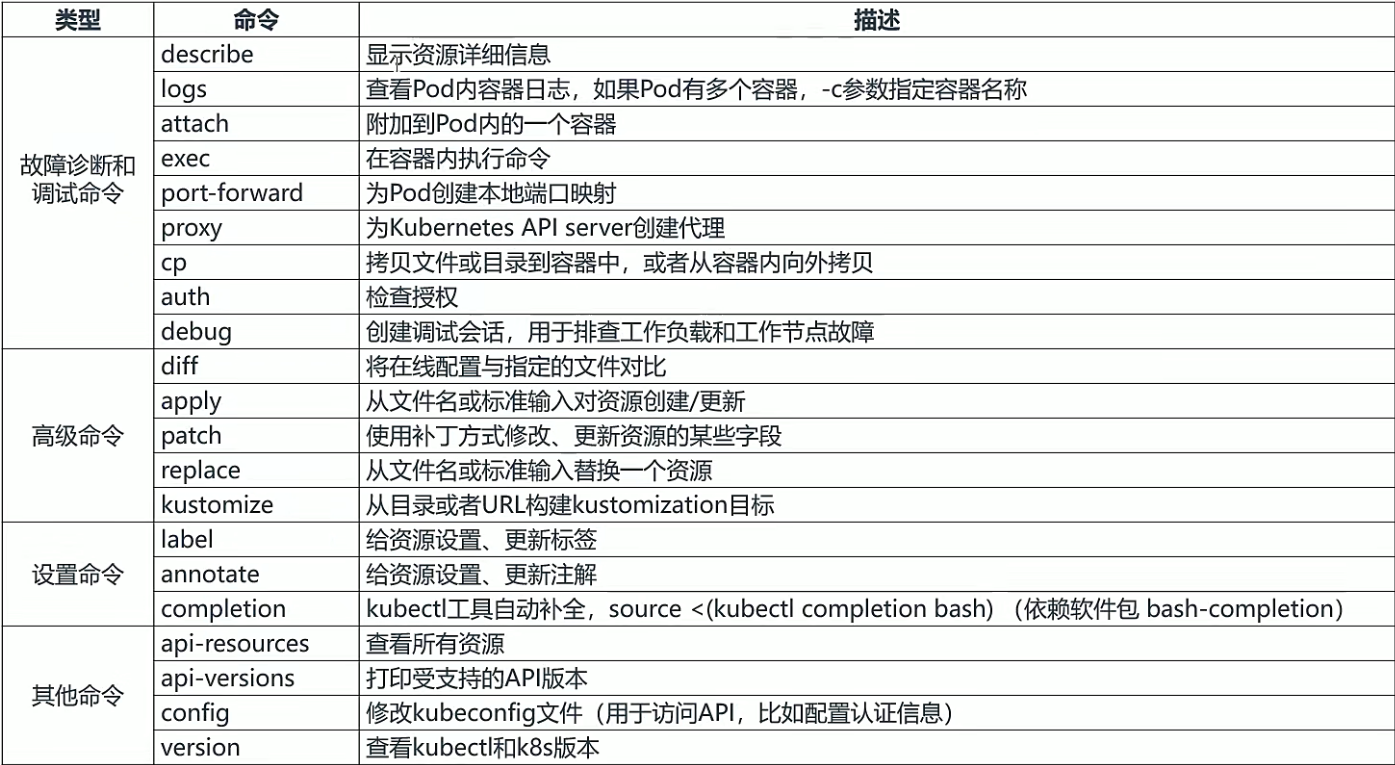 类型 命令 描述
故障诊断和
调试命令
describe 显示资源详细信息
logs 查看Pod内容器日志，如果Pod有多个容器，-c参数指定容器名称
attach 附加到Pod内的一个容器
exec 在容器内执行命令
port-forward 为Pod创建本地端口映射
proxy 为Kubernetes API server创建代理
cp 拷贝文件或目录到容器中，或者从容器内向外拷贝
auth 检查授权
debug 创建调试会话，用于排查工作负载和工作节点故障
高级命令
diff 将在线配置与指定的文件对比
apply 从文件名或标准输入对资源创建/更新
patch 使用补丁方式修改、更新资源的某些字段
replace 从文件名或标准输入替换一个资源
kustomize 从目录或者URL构建kustomization目标
设置命令
label 给资源设置、更新标签
annotate 给资源设置、更新注解
completion kubectl工具自动补全，source <(kubectl completion bash) （依赖软件包 bash-completion）
其他命令
api-resources 查看所有资源
api-versions 打印受支持的API版本
config 修改kubeconfig文件（用于访问API，比如配置认证信息）
version 查看kubectl和k8s版本